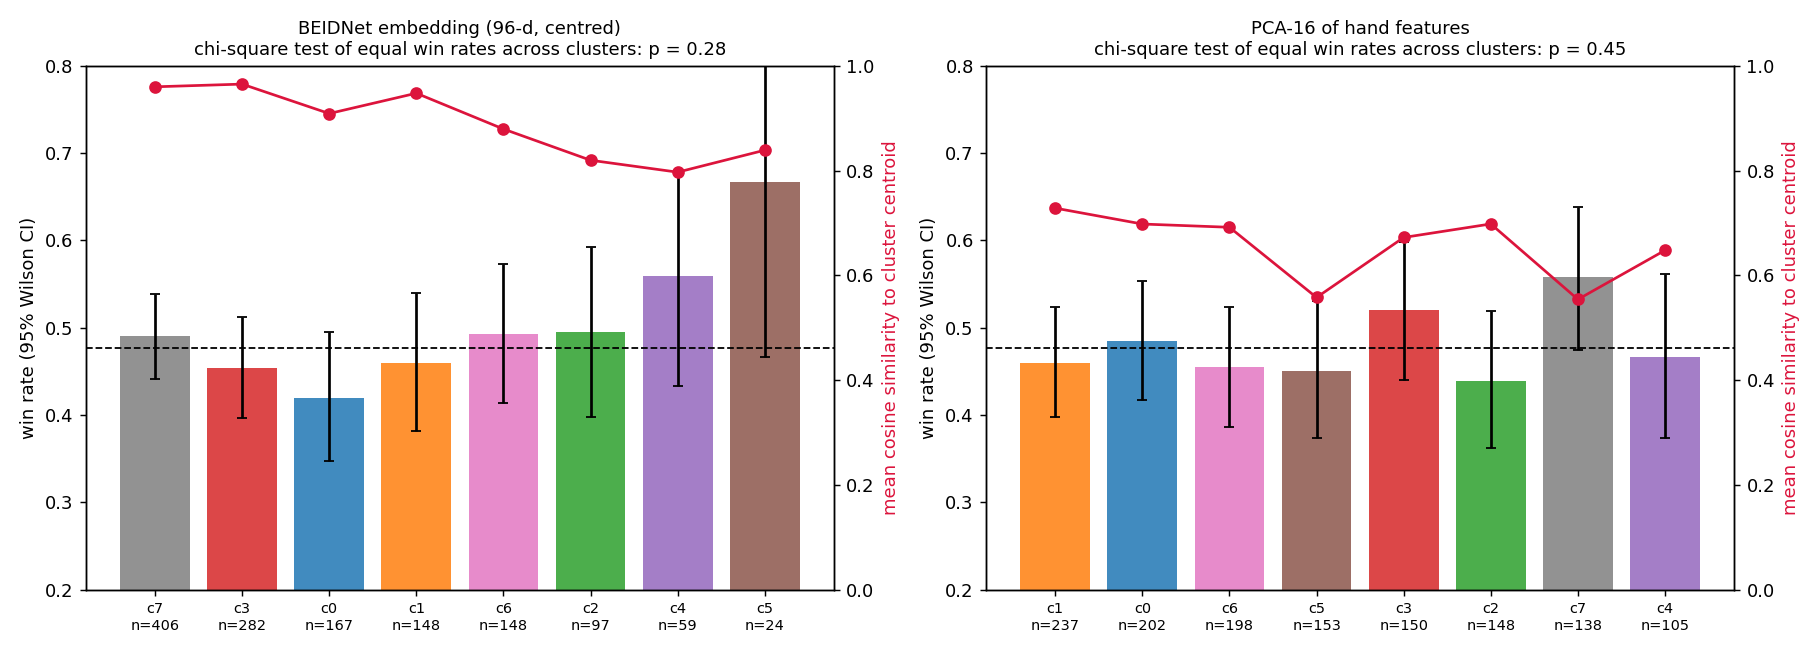 BEIDNet embedding (96-d, centred)
chi-square test of equal win rates across clusters: p = 0.28
win rate (95% Wilson CI)
0.8
0.7
0.6
0.5
0.4
0.3
0.2
1.0
0.8
0.6
0.4
0.2
0.0
mean cosine similarity to cluster centroid
c7 c3 c0 c1 c6 c2 c4 c5
n=406 n=282 n=167 n=148 n=148 n=97 n=59 n=24
PCA-16 of hand features
chi-square test of equal win rates across clusters: p = 0.45
win rate (95% Wilson CI)
0.8
0.7
0.6
0.5
0.4
0.3
0.2
1.0
0.8
0.6
0.4
0.2
0.0
mean cosine similarity to cluster centroid
c1 c0 c6 c5 c3 c2 c7 c4
n=237 n=202 n=198 n=153 n=150 n=148 n=138 n=105